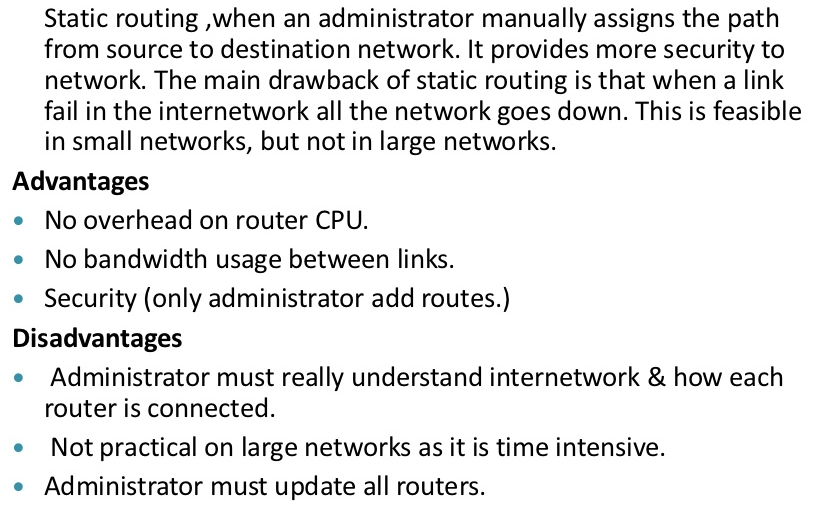 Static routing ,when an administrator manually assigns the path
from source to destination network. It provides more security to
network. The main drawback of static routing is that when a link
fail in the internetwork all the network goes down. This is feasible
in small networks, but not in large networks.
Advantages
• No overhead on router CPU.
• No bandwidth usage between links.
• Security (only administrator add routes.)
Disadvantages
• Administrator must really understand internetwork & how each
router is connected.
• Not practical on large networks as it is time intensive.
• Administrator must update all routers.